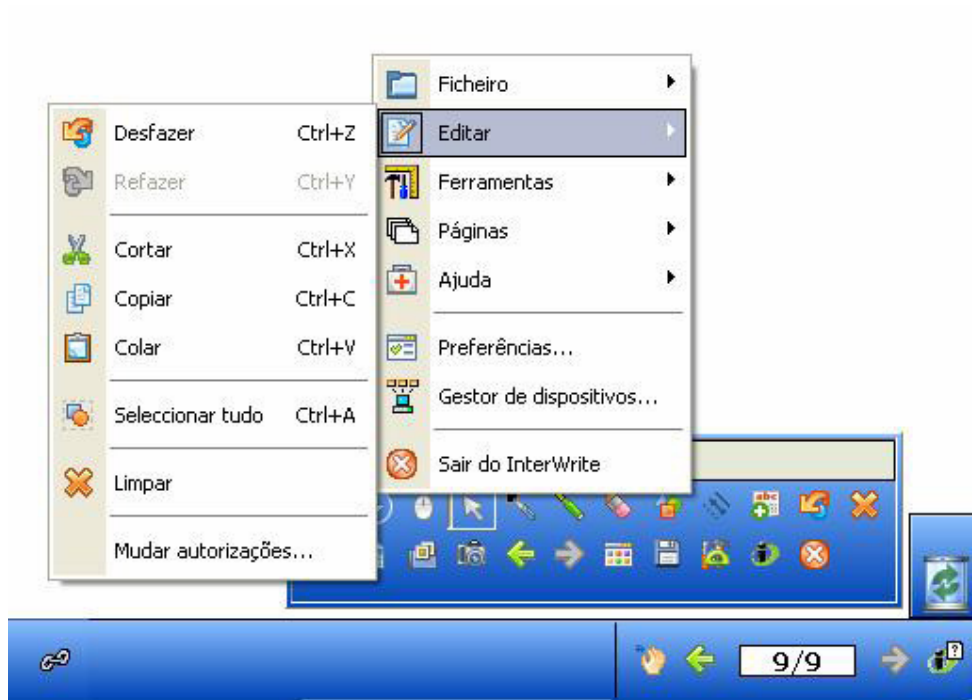 Ficheiro
Editar
Ferramentas
Páginas
Ajuda
Preferências...
Gestor de dispositivos...
Sair do InterWrite
Desfazer Ctrl+Z
Refazer Ctrl+Y
Cortar Ctrl+X
Copiar Ctrl+C
Colar Ctrl+V
Seleccionar tudo Ctrl+A
Limpar
Mudar autorizações...
abc
9/9
?